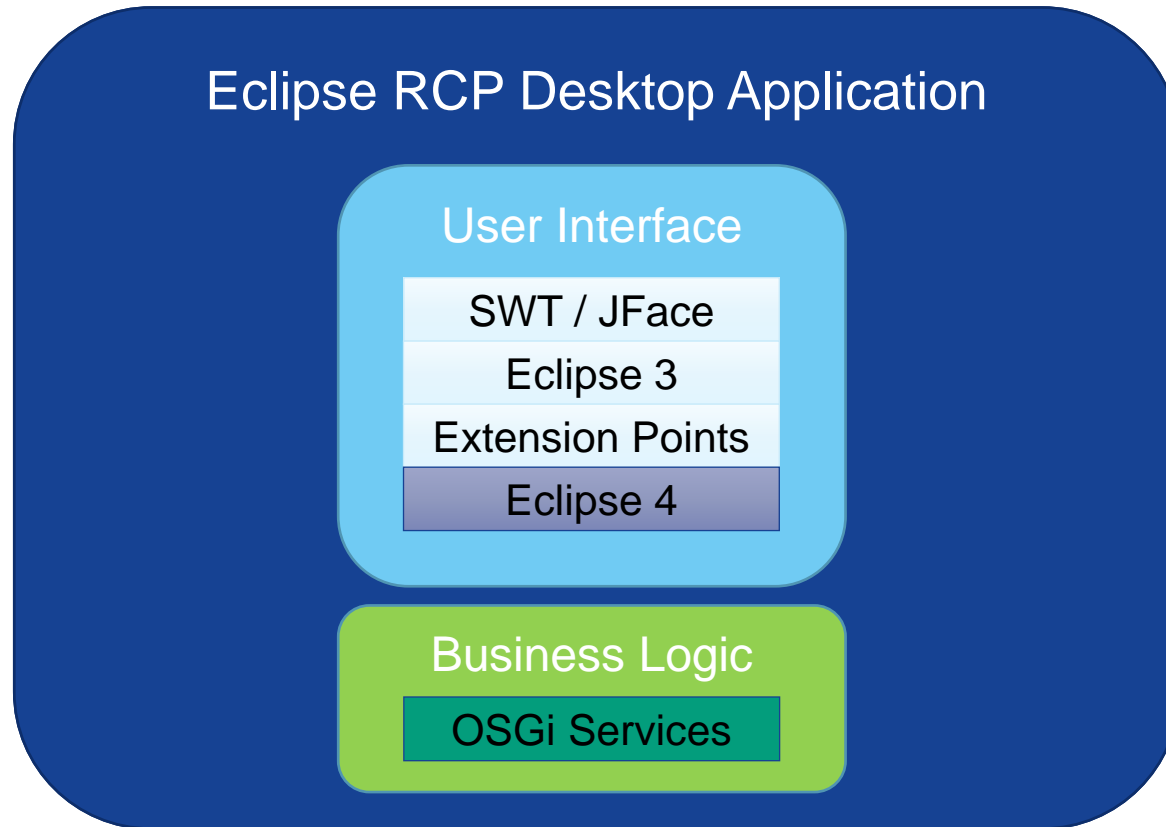 Eclipse RCP Desktop Application
User Interface
SWT / JFace
Eclipse 3
Extension Points
Eclipse 4
Business Logic
OSGi Services